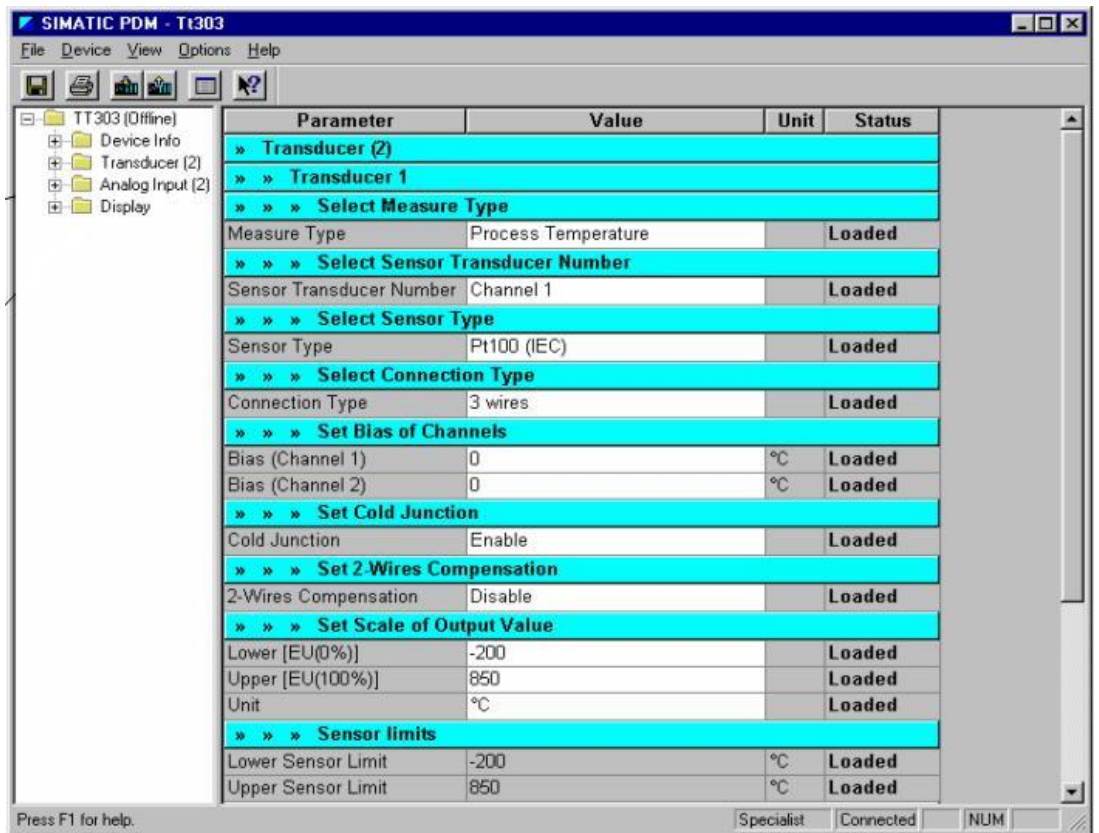 SIMATIC PDM - Tt303
File Device View Options Help
TT303 (Offline)
Device Info
Transducer (2)
Analog Input (2)
Display
Parameter Value Unit Status
» Transducer (2)
» » Transducer 1
» » » Select Measure Type
Measure Type Process Temperature Loaded
» » » Select Sensor Transducer Number
Sensor Transducer Number Channel 1 Loaded
» » » Select Sensor Type
Sensor Type Pt100 (IEC) Loaded
» » » Select Connection Type
Connection Type 3 wires Loaded
» » » Set Bias of Channels
Bias (Channel 1) 0 °C Loaded
Bias (Channel 2) 0 °C Loaded
» » » Set Cold Junction
Cold Junction Enable Loaded
» » » Set 2-Wires Compensation
2-Wires Compensation Disable Loaded
» » » Set Scale of Output Value
Lower [EU(0%)] -200 Loaded
Upper [EU(100%)] 850 Loaded
Unit °C Loaded
» » » Sensor limits
Lower Sensor Limit -200 °C Loaded
Upper Sensor Limit 850 °C Loaded
Press F1 for help. Specialist Connected NUM